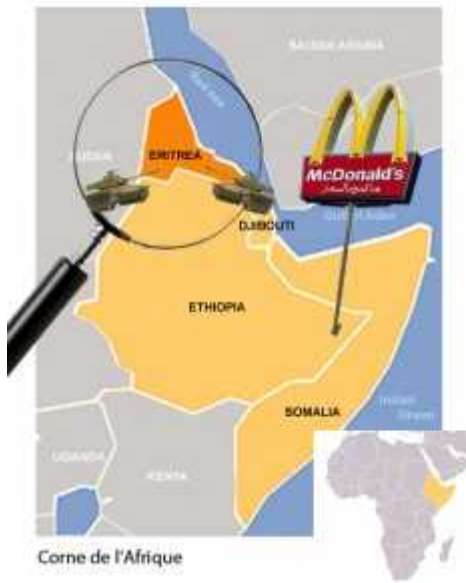 SAUDIA ARABIA
Red sea
SUDAN
ERITREA
McDonald's
ماكدونالدز
Gulf of Aden
DJIBOUTI
ETHIOPIA
SOMALIA
Indian
Ocean
UGANDA
KENYA
Corne de l'Afrique